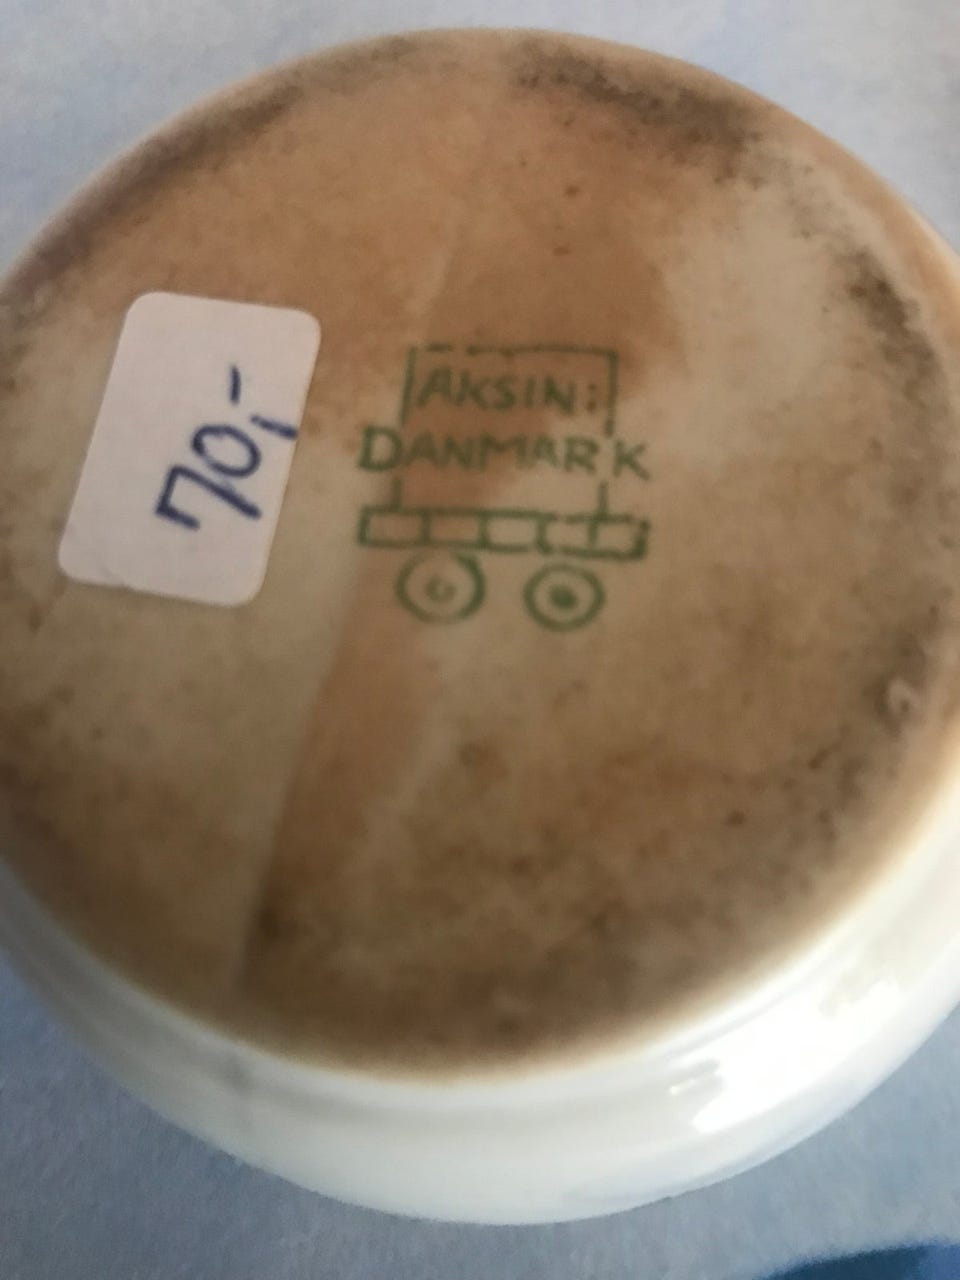 70,-
AKSINI
DANMARK